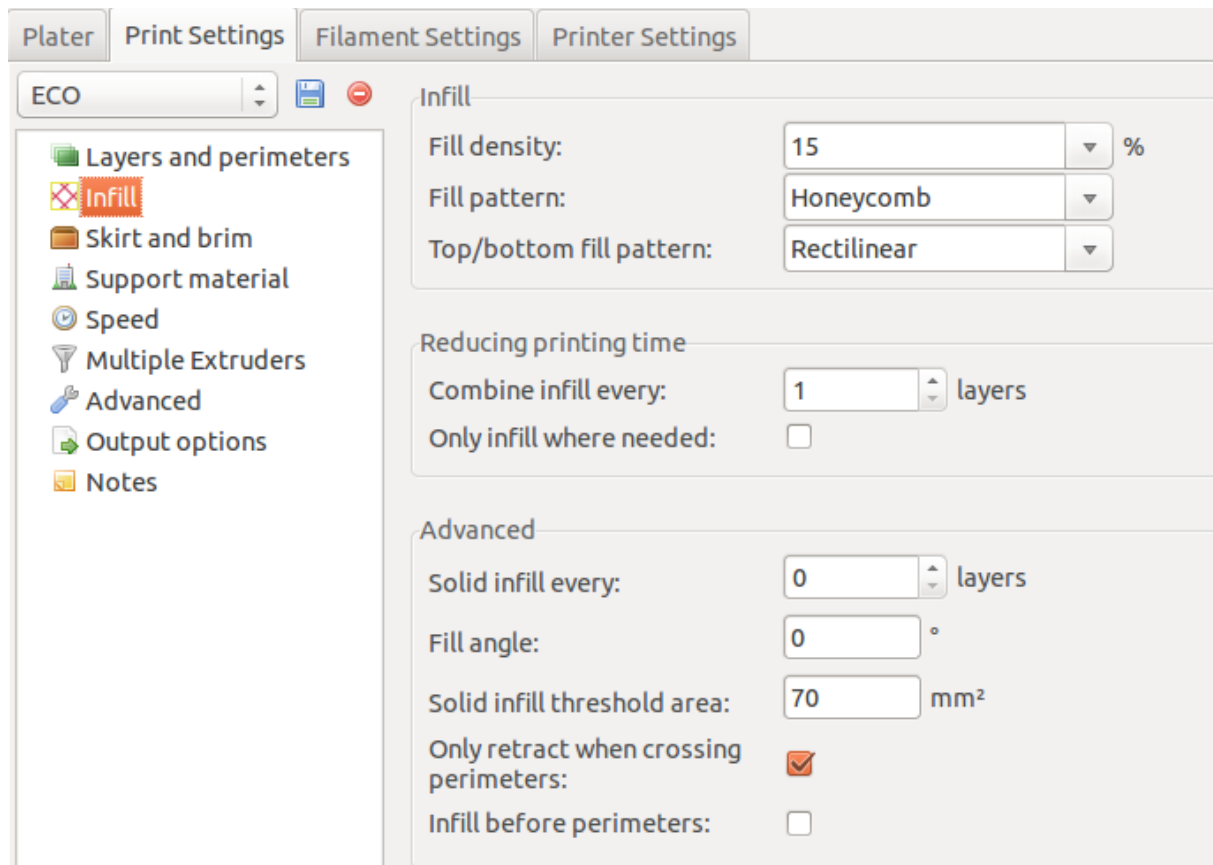 Plater Print Settings Filament Settings Printer Settings
ECO
Layers and perimeters
Infill
Skirt and brim
Support material
Speed
Multiple Extruders
Advanced
Output options
Notes
Infill
Fill density: 15 %
Fill pattern: Honeycomb
Top/bottom fill pattern: Rectilinear
Reducing printing time
Combine infill every: 1 layers
Only infill where needed:
Advanced
Solid infill every: 0 layers
Fill angle: 0 °
Solid infill threshold area: 70 mm²
Only retract when crossing
perimeters:
Infill before perimeters: